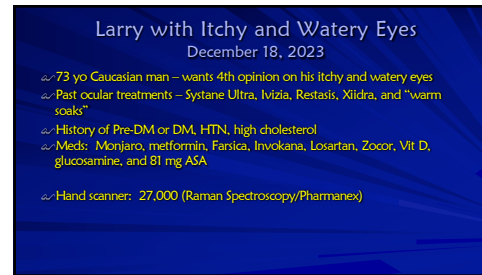 Larry with Itchy and Watery Eyes
December 18, 2023
73 yo Caucasian man – wants 4th opinion on his itchy and watery eyes
Past ocular treatments – Systane Ultra, Ivizia, Restasis, Xiidra, and “warm
soaks”
History of Pre-DM or DM, HTN, high cholesterol
Meds: Monjaro, metformin, Farsica, Invokana, Losartan, Zocor, Vit D,
glucosamine, and 81 mg ASA
Hand scanner: 27,000 (Raman Spectroscopy/Pharmanex)